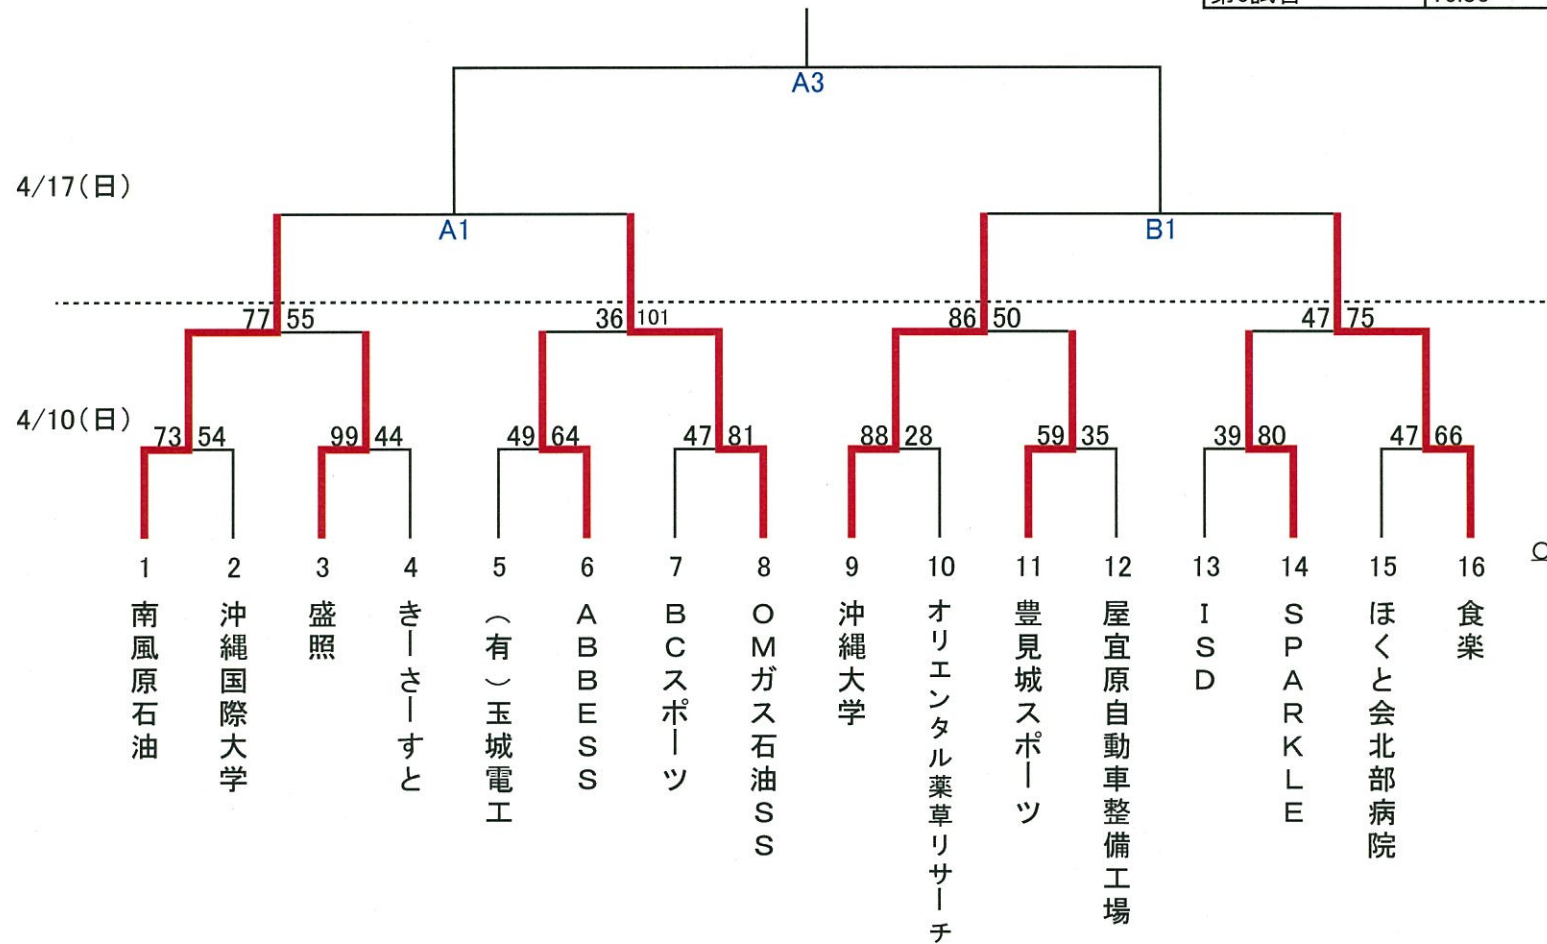 A3
4/17(日)
A1 B1
77 55 36 101 86 50 47 75
4/10(日)
73 54 99 44 49 64 47 81 88 28 59 35 39 80 47 66
1 2 3 4 5 6 7 8 9 10 11 12 13 14 15 16
南風原石油
沖縄国際大学
盛照
きーさーすと
(有)玉城電工
ABBESS
BCスポーツ
OMガス石油SS
沖縄大学
オリエンタル薬草リサーチ
豊見城スポーツ
屋宜原自動車整備工場
ISD
SPARKLE
ほくと会北部病院
食楽